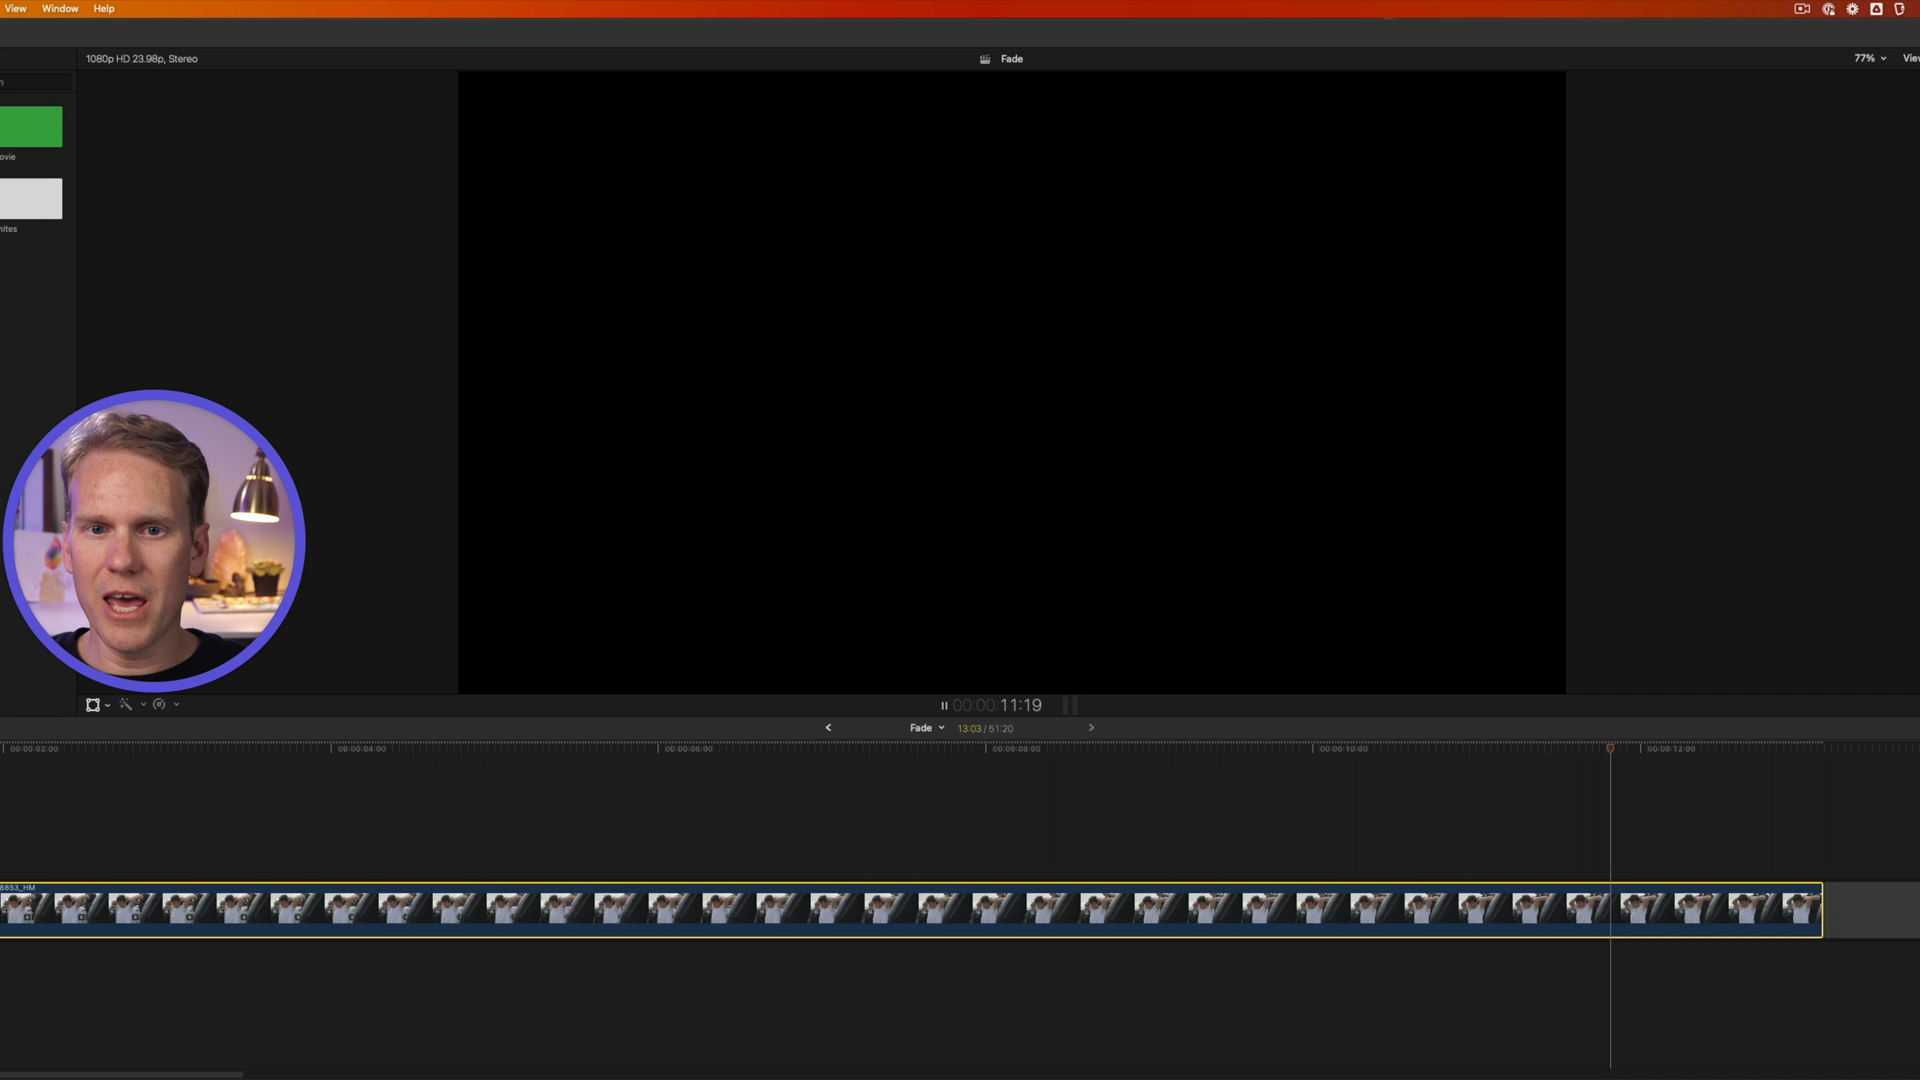 View Window Help
1080p HD 23.98p, Stereo
Fade
77%
00:00:11:19
Fade
13:03 / 51:20
00:00:02:00
00:00:04:00
00:00:06:00
00:00:08:00
00:00:10:00
00:00:12:00
8853_HM